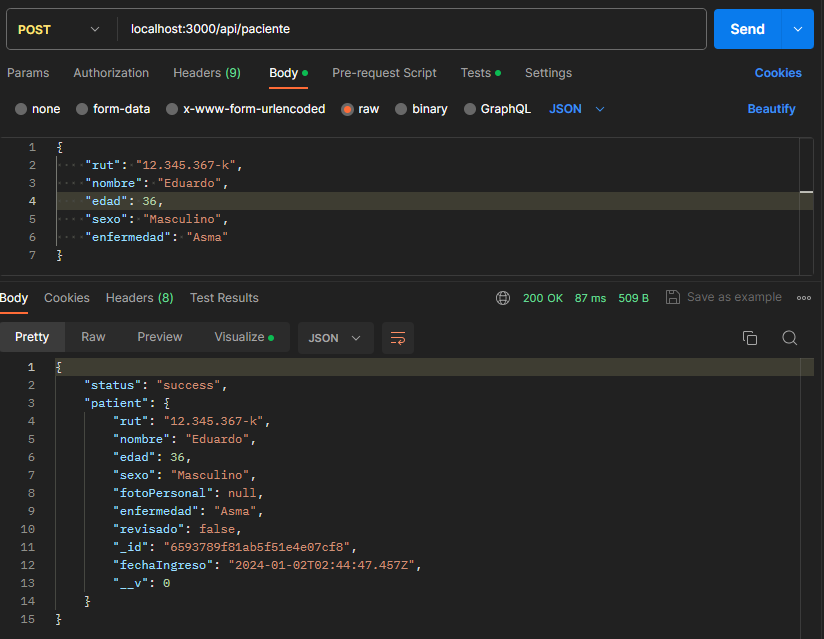 POST localhost:3000/api/paciente Send
Params Authorization Headers (9) Body Pre-request Script Tests Settings Cookies
none form-data x-www-form-urlencoded raw binary GraphQL JSON Beautify
1 {
2 "rut": "12.345.367-k",
3 "nombre": "Eduardo",
4 "edad": 36,
5 "sexo": "Masculino",
6 "enfermedad": "Asma"
7 }
Body Cookies Headers (8) Test Results 200 OK 87 ms 509 B Save as example
Pretty Raw Preview Visualize JSON
1 {
2 "status": "success",
3 "patient": {
4 "rut": "12.345.367-k",
5 "nombre": "Eduardo",
6 "edad": 36,
7 "sexo": "Masculino",
8 "fotoPersonal": null,
9 "enfermedad": "Asma",
10 "revisado": false,
11 "_id": "6593789f81ab5f51e4e07cf8",
12 "fechaIngreso": "2024-01-02T02:44:47.457Z",
13 "__v": 0
14 }
15 }